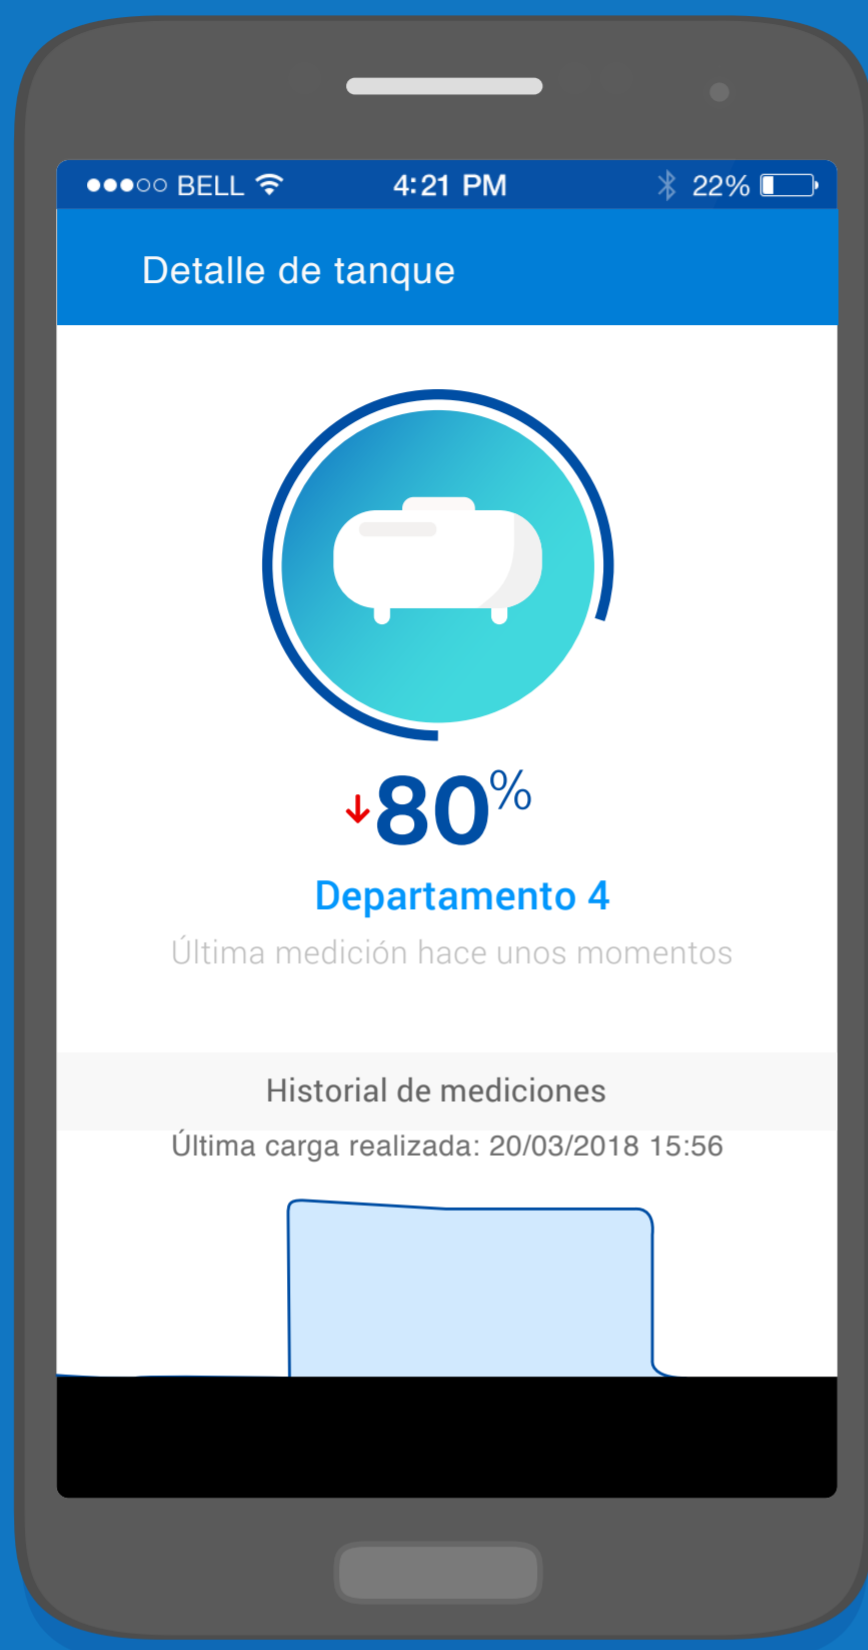 BELL 4:21 PM 22%
Detalle de tanque
80%
Departamento 4
Última medición hace unos momentos
Historial de mediciones
Última carga realizada: 20/03/2018 15:56